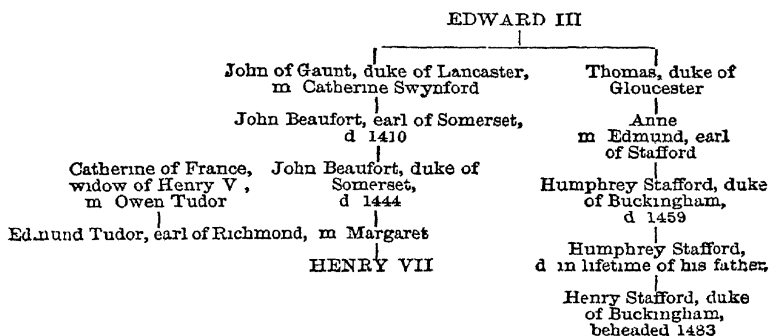 EDWARD III
John of Gaunt, duke of Lancaster,
m Catherine Swynford
Thomas, duke of
Gloucester
John Beaufort, earl of Somerset,
d 1410
Anne
m Edmund, earl
of Stafford
Catherine of France,
widow of Henry V,
m Owen Tudor
John Beaufort, duke of
Somerset,
d 1444
Humphrey Stafford, duke
of Buckingham,
d 1459
Edmund Tudor, earl of Richmond, m Margaret
Humphrey Stafford,
d in lifetime of his father,
HENRY VII
Henry Stafford, duke
of Buckingham,
beheaded 1483